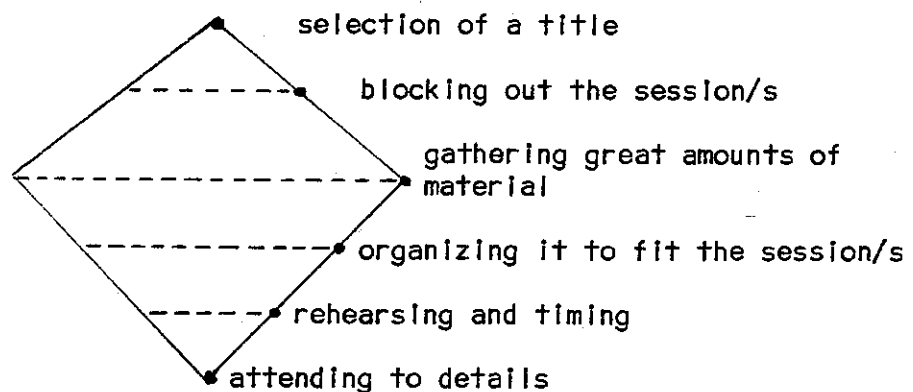 selection of a title
blocking out the session/s
gathering great amounts of
material
organizing it to fit the session/s
rehearsing and timing
attending to details